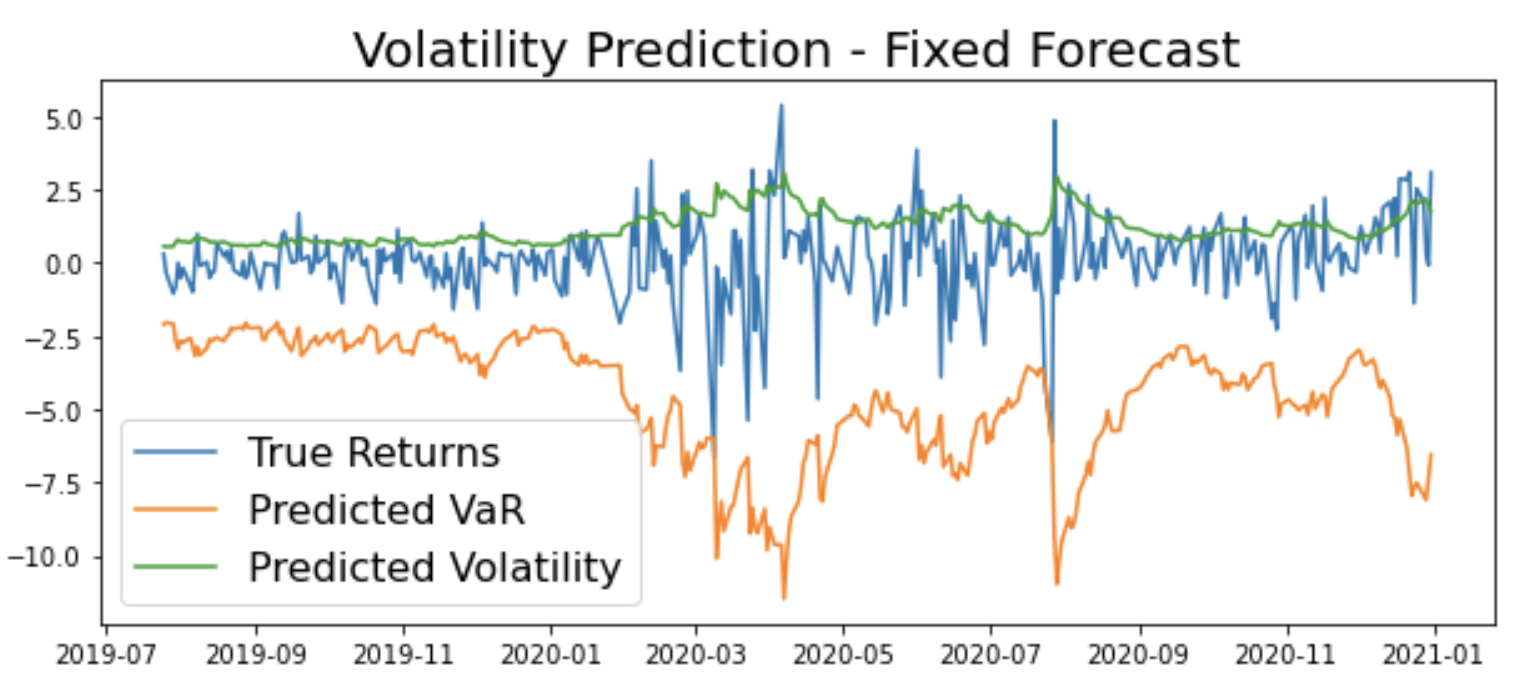 Volatility Prediction - Fixed Forecast
5.0
2.5
0.0
−2.5
−5.0
−7.5
−10.0
True Returns
Predicted VaR
Predicted Volatility
2019-07 2019-09 2019-11 2020-01 2020-03 2020-05 2020-07 2020-09 2020-11 2021-01